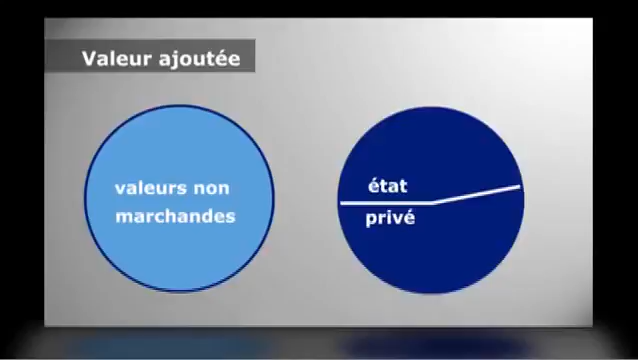 Valeur ajoutée
valeurs non
marchandes
état
privé